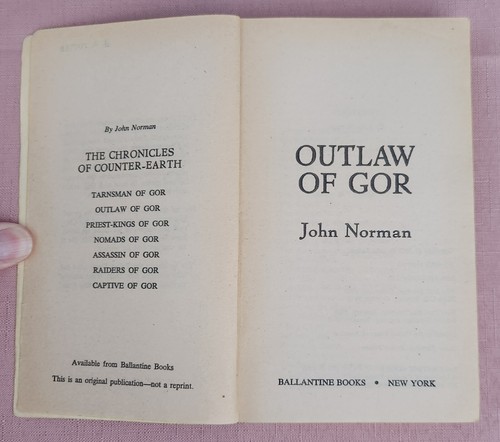 By John Norman
THE CHRONICLES
OF COUNTER-EARTH
TARNSMAN OF GOR
OUTLAW OF GOR
PRIEST-KINGS OF GOR
NOMADS OF GOR
ASSASSIN OF GOR
RAIDERS OF GOR
CAPTIVE OF GOR
Available from Ballantine Books
This is an original publication—not a reprint.
OUTLAW
OF GOR
John Norman
BALLANTINE BOOKS • NEW YORK